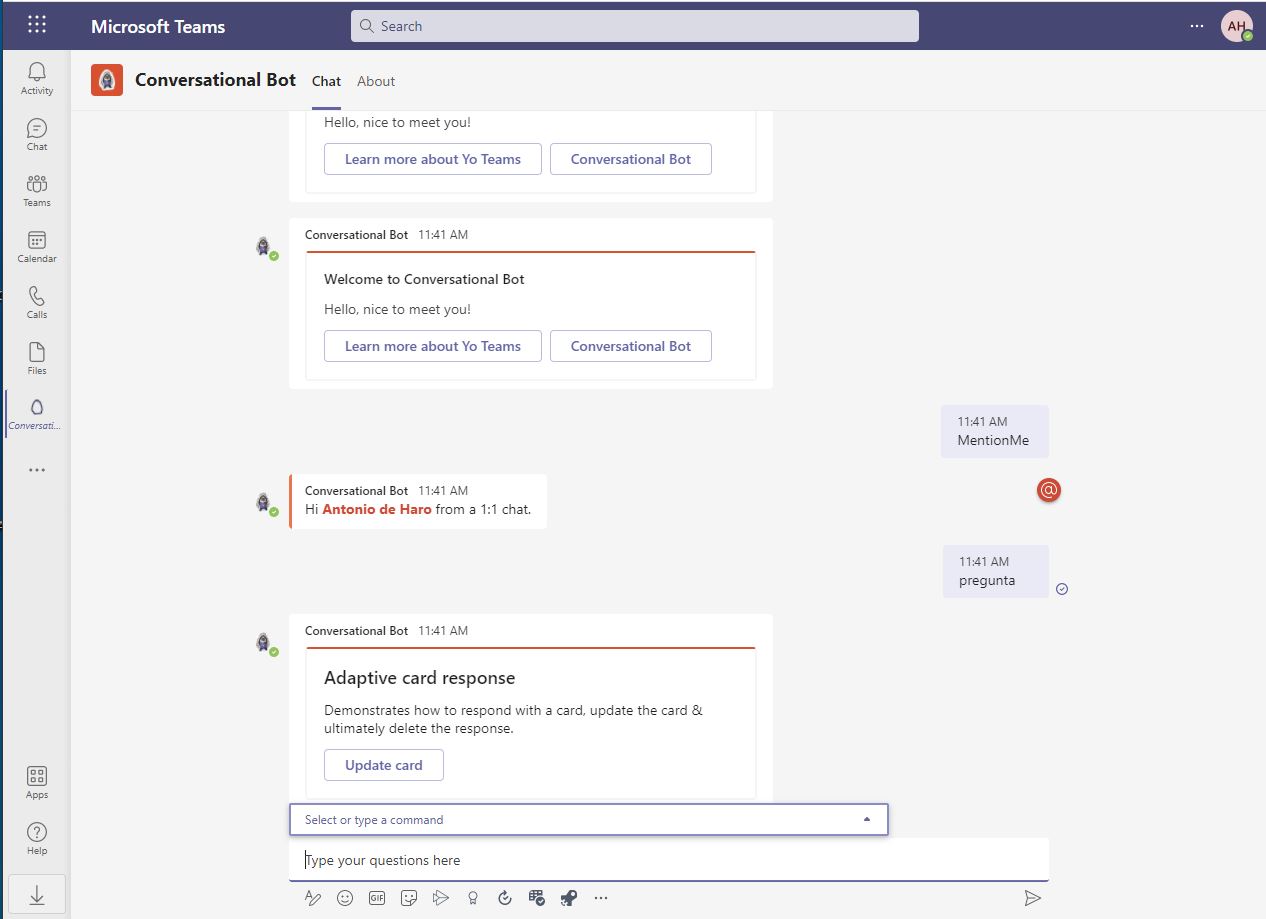 Microsoft Teams
Search
AH
Activity
Chat
Teams
Calendar
Calls
Files
Conversati...
Apps
Help
Conversational Bot
Chat
About
Hello, nice to meet you!
Learn more about Yo Teams
Conversational Bot
Conversational Bot 11:41 AM
Welcome to Conversational Bot
Hello, nice to meet you!
Learn more about Yo Teams
Conversational Bot
11:41 AM
MentionMe
Conversational Bot 11:41 AM
Hi Antonio de Haro from a 1:1 chat.
@
11:41 AM
pregunta
Conversational Bot 11:41 AM
Adaptive card response
Demonstrates how to respond with a card, update the card &
ultimately delete the response.
Update card
Select or type a command
Type your questions here
GIF